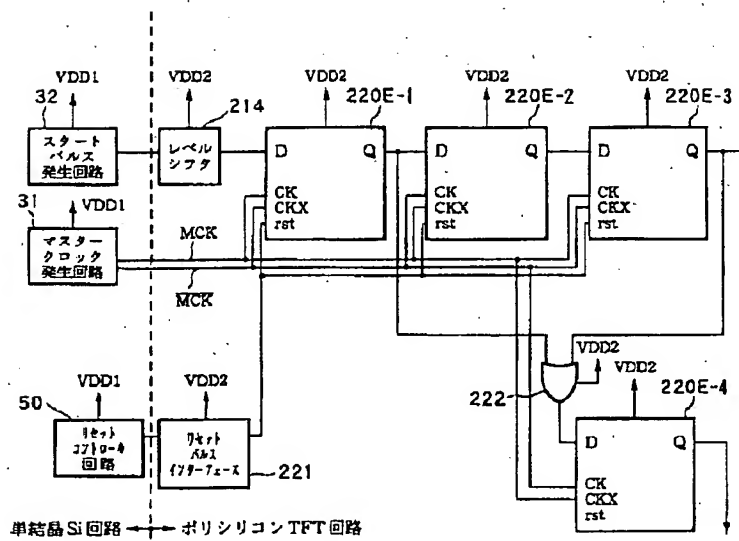 VDD1
32
スタート
パルス
発生回路
VDD2
214
レベル
シフタ
VDD2
220E-1
D
Q
CK
CKX
rst
VDD2
220E-2
D
Q
CK
CKX
rst
VDD2
220E-3
D
Q
CK
CKX
rst
31
VDD1
マスター
クロック
発生回路
MCK
MCK
VDD1
50
リセット
コントロール
回路
VDD2
リセット
パルス
インターフェース
221
222
VDD2
VDD2
220E-4
D
Q
CK
CKX
rst
単結晶Si回路
ポリシリコンTFT回路